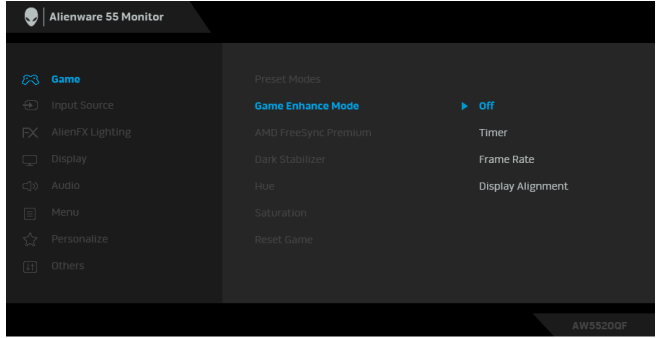 Alienware 55 Monitor
Game
Preset Modes
Input Source
Game Enhance Mode
Off
AlienFX Lighting
AMD FreeSync Premium
Timer
Display
Dark Stabilizer
Frame Rate
Audio
Hue
Display Alignment
Menu
Saturation
Personalize
Reset Game
Others
AW5520QF